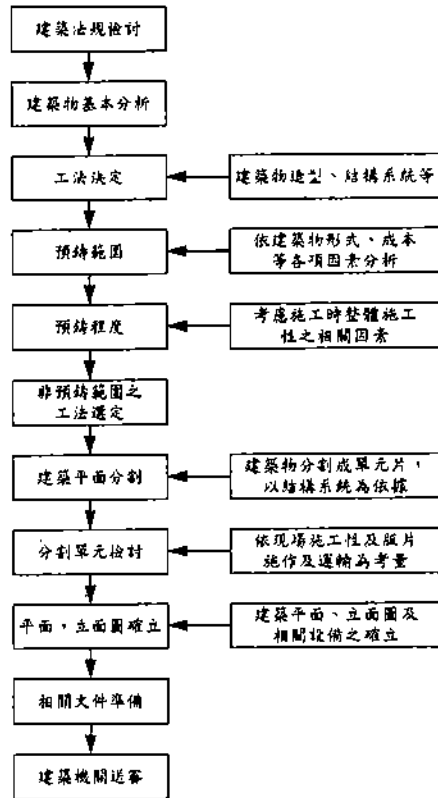 建築法規檢討
建築物基本分析
工法決定
建築物造型、結構系統等
預鑄範圍
依建築物形式、成本
等各項因素分析
預鑄程度
考慮施工時整體施工
性之相關因素
非預鑄範圍之
工法選定
建築平面分割
建築物分割成單元片，
以結構系統為依據
分割單元檢討
依現場施工性及版片
施作及運輸為考量
平面，立面圖確立
建築平面、立面圖及
相關設備之確立
相關文件準備
建築機關送審